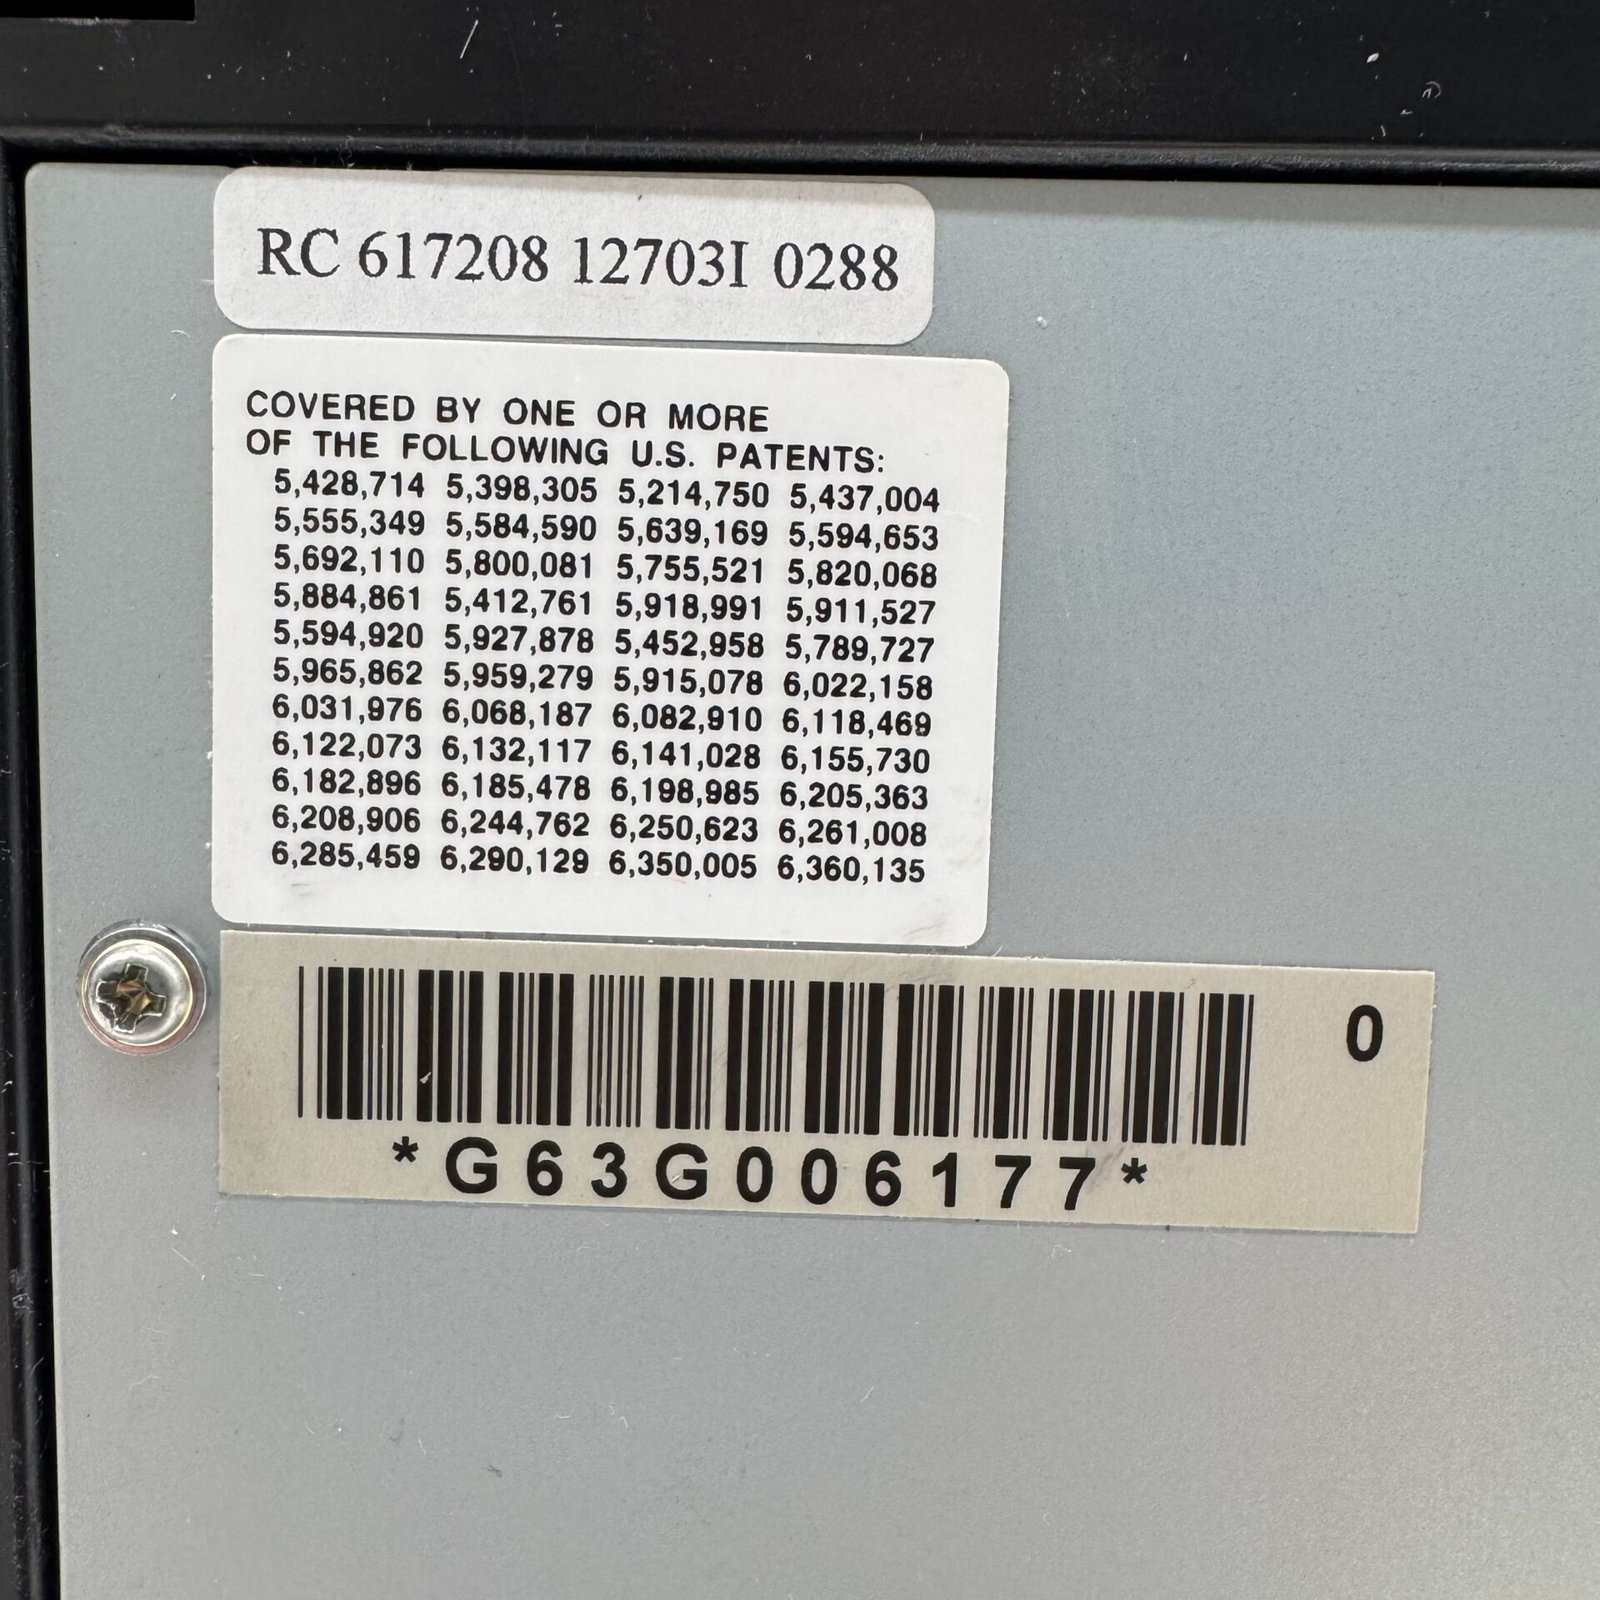 RC 617208 12703I 0288
COVERED BY ONE OR MORE
OF THE FOLLOWING U.S. PATENTS:
5,428,714 5,398,305 5,214,750 5,437,004
5,555,349 5,584,590 5,639,169 5,594,653
5,692,110 5,800,081 5,755,521 5,820,068
5,884,861 5,412,761 5,918,991 5,911,527
5,594,920 5,927,878 5,452,958 5,789,727
5,965,862 5,959,279 5,915,078 6,022,158
6,031,976 6,068,187 6,082,910 6,118,469
6,122,073 6,132,117 6,141,028 6,155,730
6,182,896 6,185,478 6,198,985 6,205,363
6,208,906 6,244,762 6,250,623 6,261,008
6,285,459 6,290,129 6,350,005 6,360,135
0
*G63G006177*